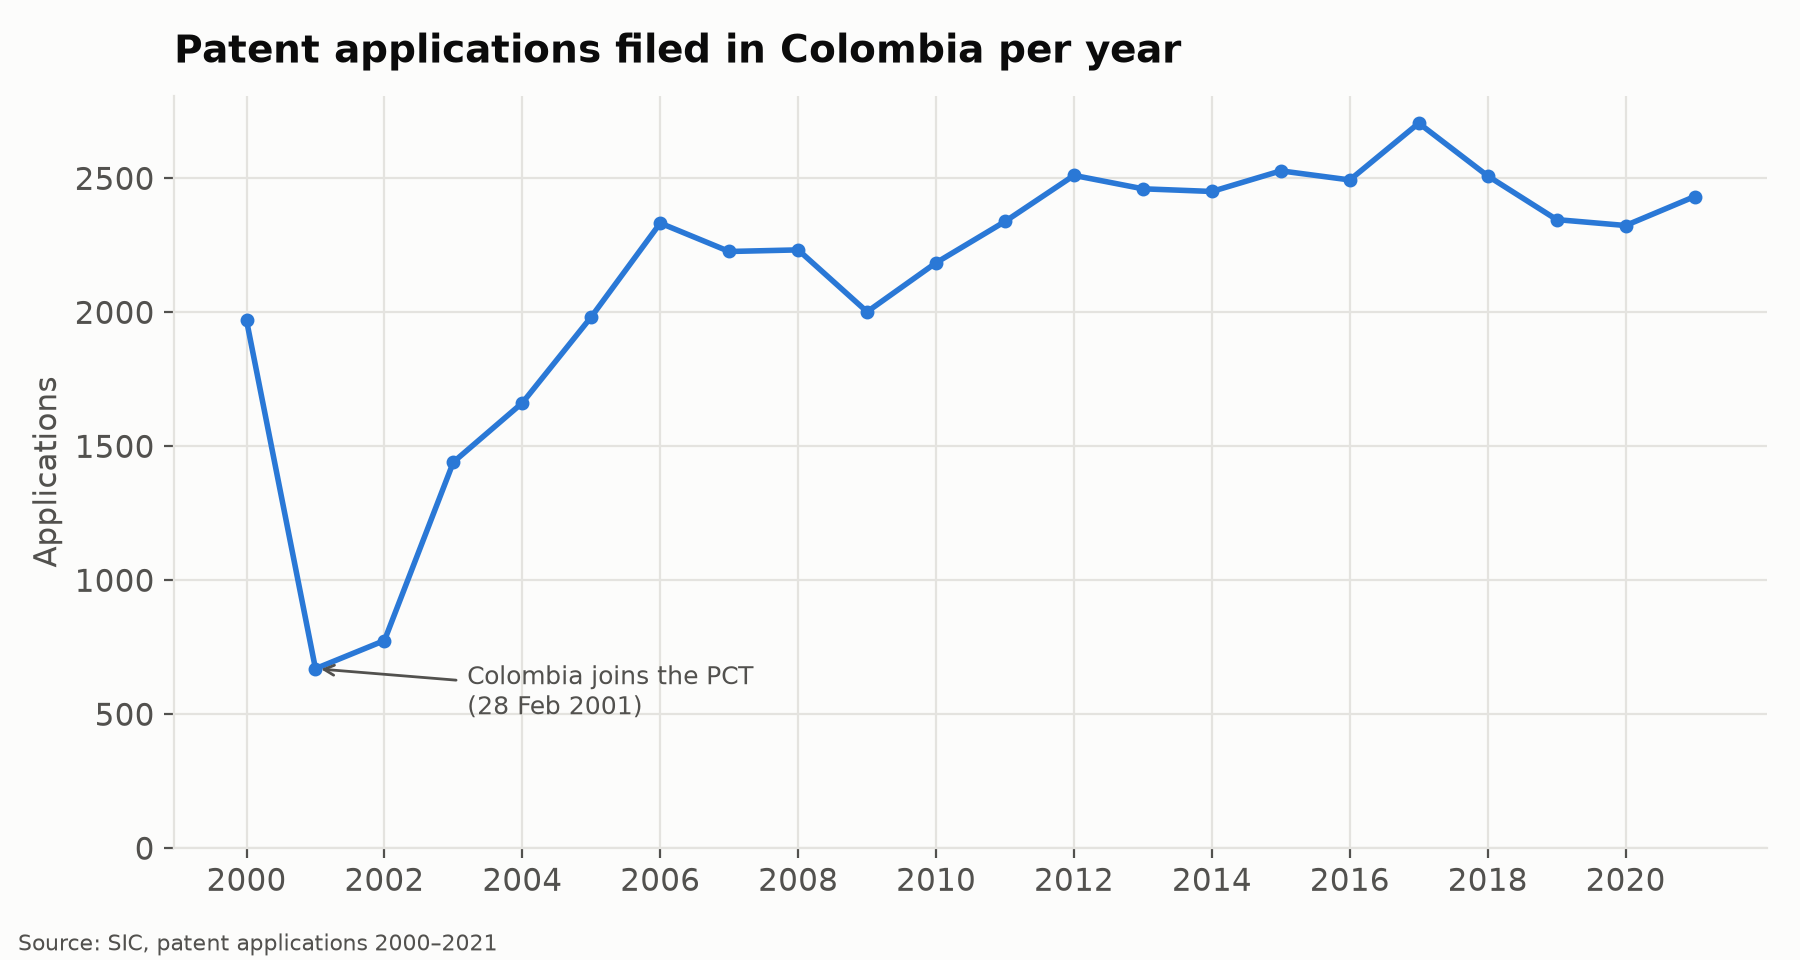 Patent applications filed in Colombia per year
Applications
2500
2000
1500
1000
500
0
Colombia joins the PCT
(28 Feb 2001)
2000 2002 2004 2006 2008 2010 2012 2014 2016 2018 2020
Source: SIC, patent applications 2000–2021